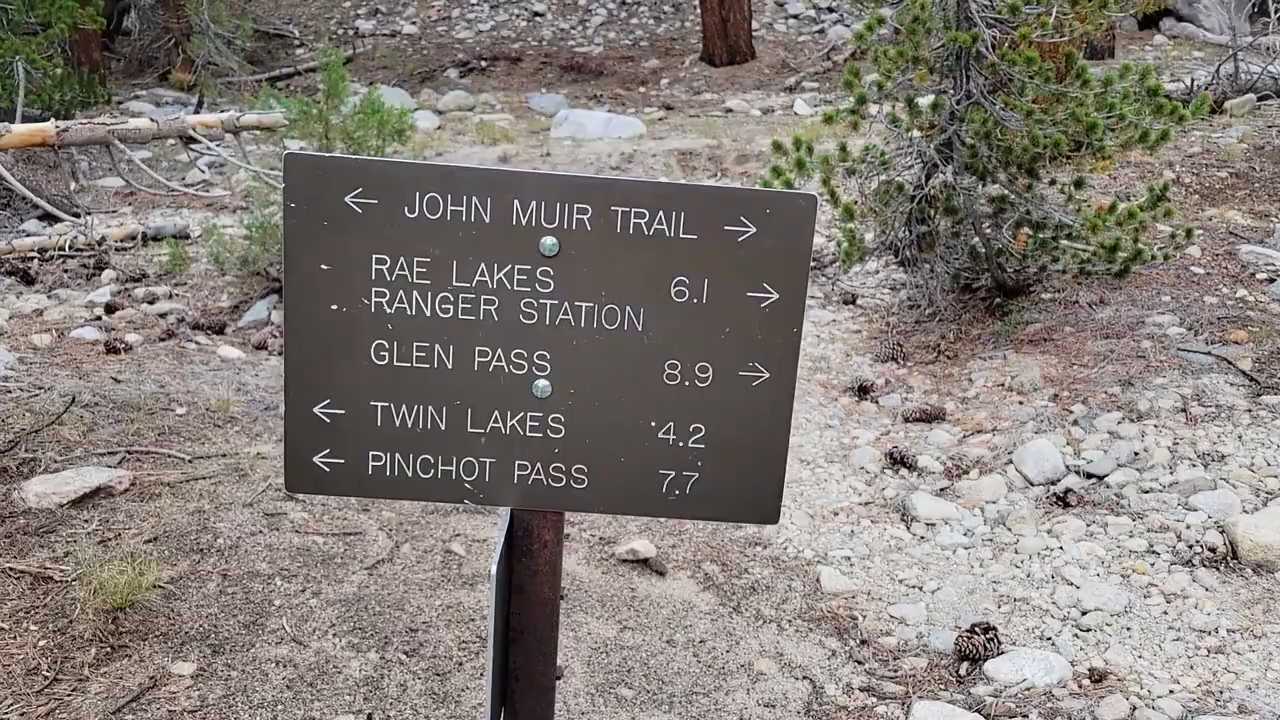 ← JOHN MUIR TRAIL →
RAE LAKES 6.1 →
RANGER STATION
GLEN PASS 8.9 →
← TWIN LAKES 4.2
← PINCHOT PASS 7.7